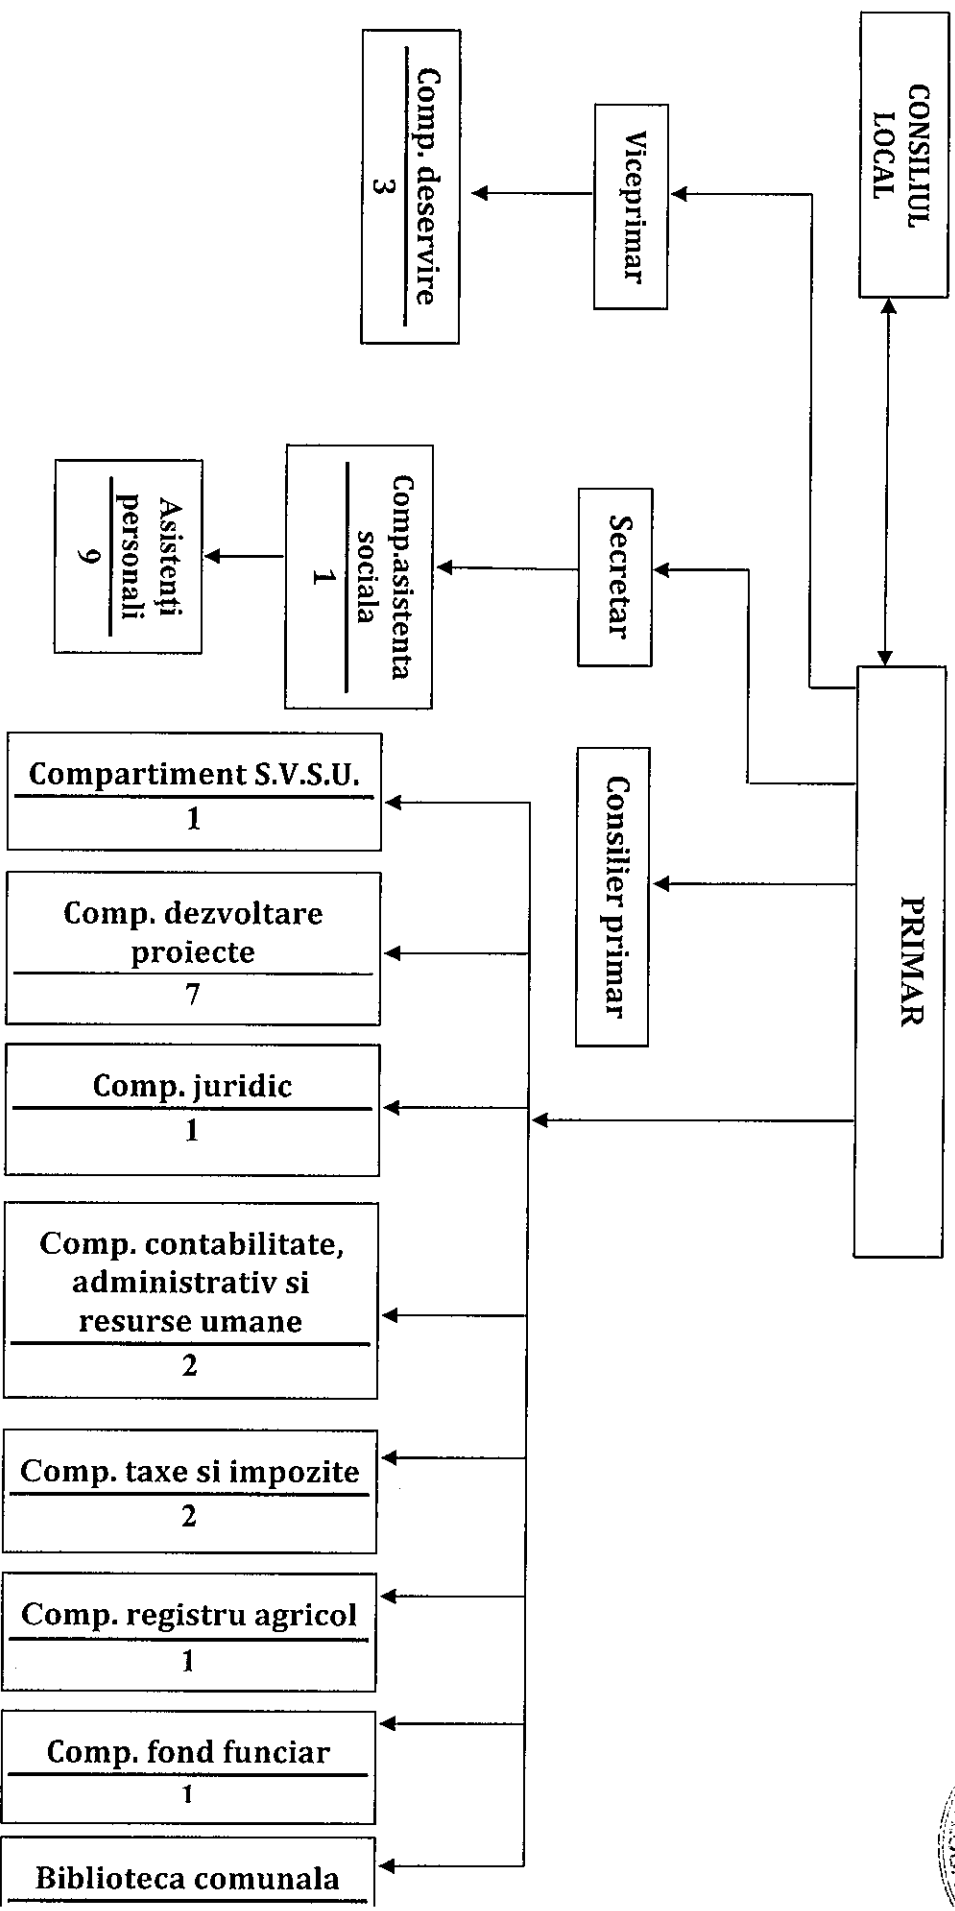 CONSILIUL
LOCAL
PRIMAR
Viceprimar
Secretar
Consilier primar
Comp. deservire
3
Comp.asistenta
sociala
1
Asistenţi
personali
9
Compartiment S.V.S.U.
1
Comp. dezvoltare
proiecte
7
Comp. juridic
1
Comp. contabilitate,
administrativ si
resurse umane
2
Comp. taxe si impozite
2
Comp. registru agricol
1
Comp. fond funciar
1
Biblioteca comunala